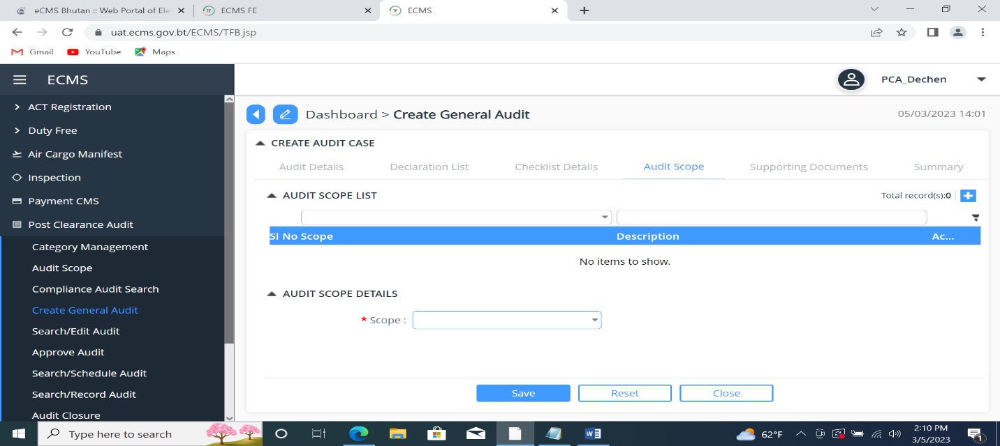 eCMS Bhutan :: Web Portal of Ele
ECMS FE
ECMS
uat.ecms.gov.bt/ECMS/TFB.jsp
Gmail
YouTube
Maps
ECMS
PCA_Dechen
ACT Registration
Duty Free
Air Cargo Manifest
Inspection
Payment CMS
Post Clearance Audit
Category Management
Audit Scope
Compliance Audit Search
Create General Audit
Search/Edit Audit
Approve Audit
Search/Schedule Audit
Search/Record Audit
Audit Closure
Dashboard > Create General Audit
05/03/2023 14:01
CREATE AUDIT CASE
Audit Details
Declaration List
Checklist Details
Audit Scope
Supporting Documents
Summary
AUDIT SCOPE LIST
Total record(s):0
Sl No Scope
Description
Ac...
No items to show.
AUDIT SCOPE DETAILS
* Scope :
Save
Reset
Close
Type here to search
62°F
2:10 PM
3/5/2023
1